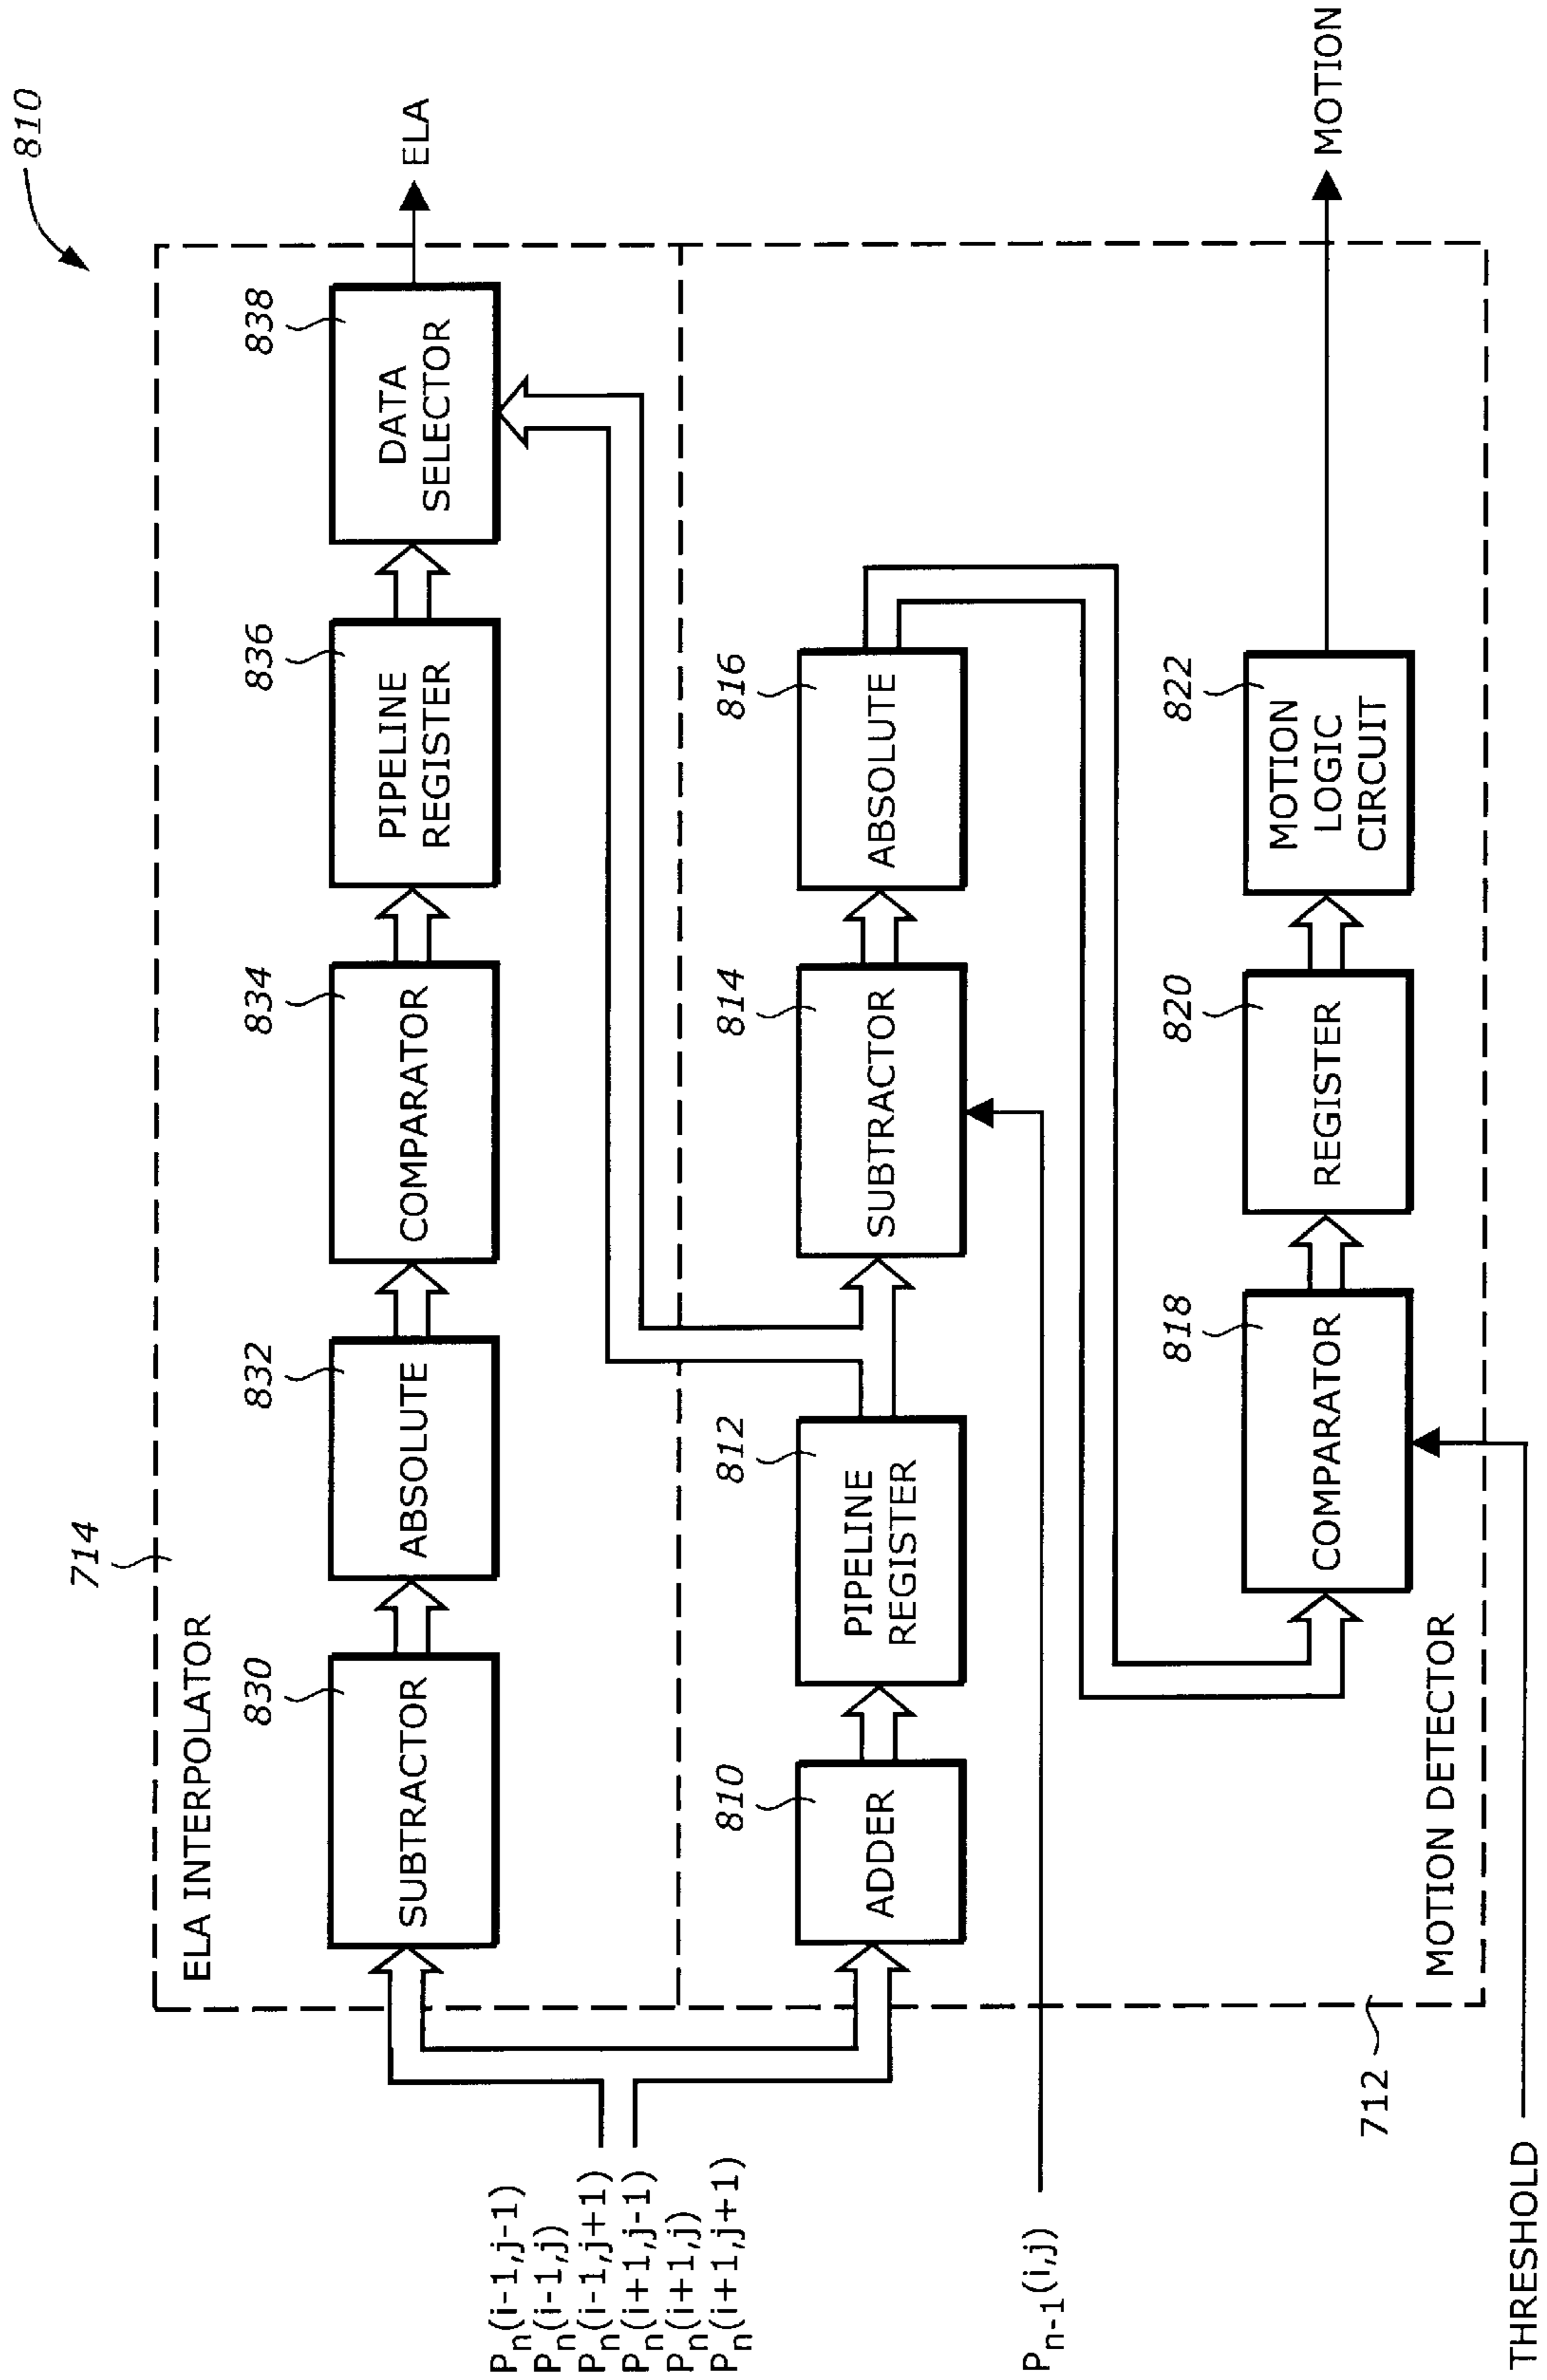 810
714
ELA INTERPOLATOR
830
SUBTRACTOR
832
ABSOLUTE
834
COMPARATOR
836
PIPELINE
REGISTER
838
DATA
SELECTOR
ELA
Pn(i-1,j-1)
Pn(i-1,j)
Pn(i-1,j+1)
Pn(i+1,j-1)
Pn(i+1,j)
Pn(i+1,j+1)
810
ADDER
812
PIPELINE
REGISTER
814
SUBTRACTOR
816
ABSOLUTE
Pn-1(i,j)
818
COMPARATOR
820
REGISTER
822
MOTION
LOGIC
CIRCUIT
MOTION
712
MOTION DETECTOR
THRESHOLD